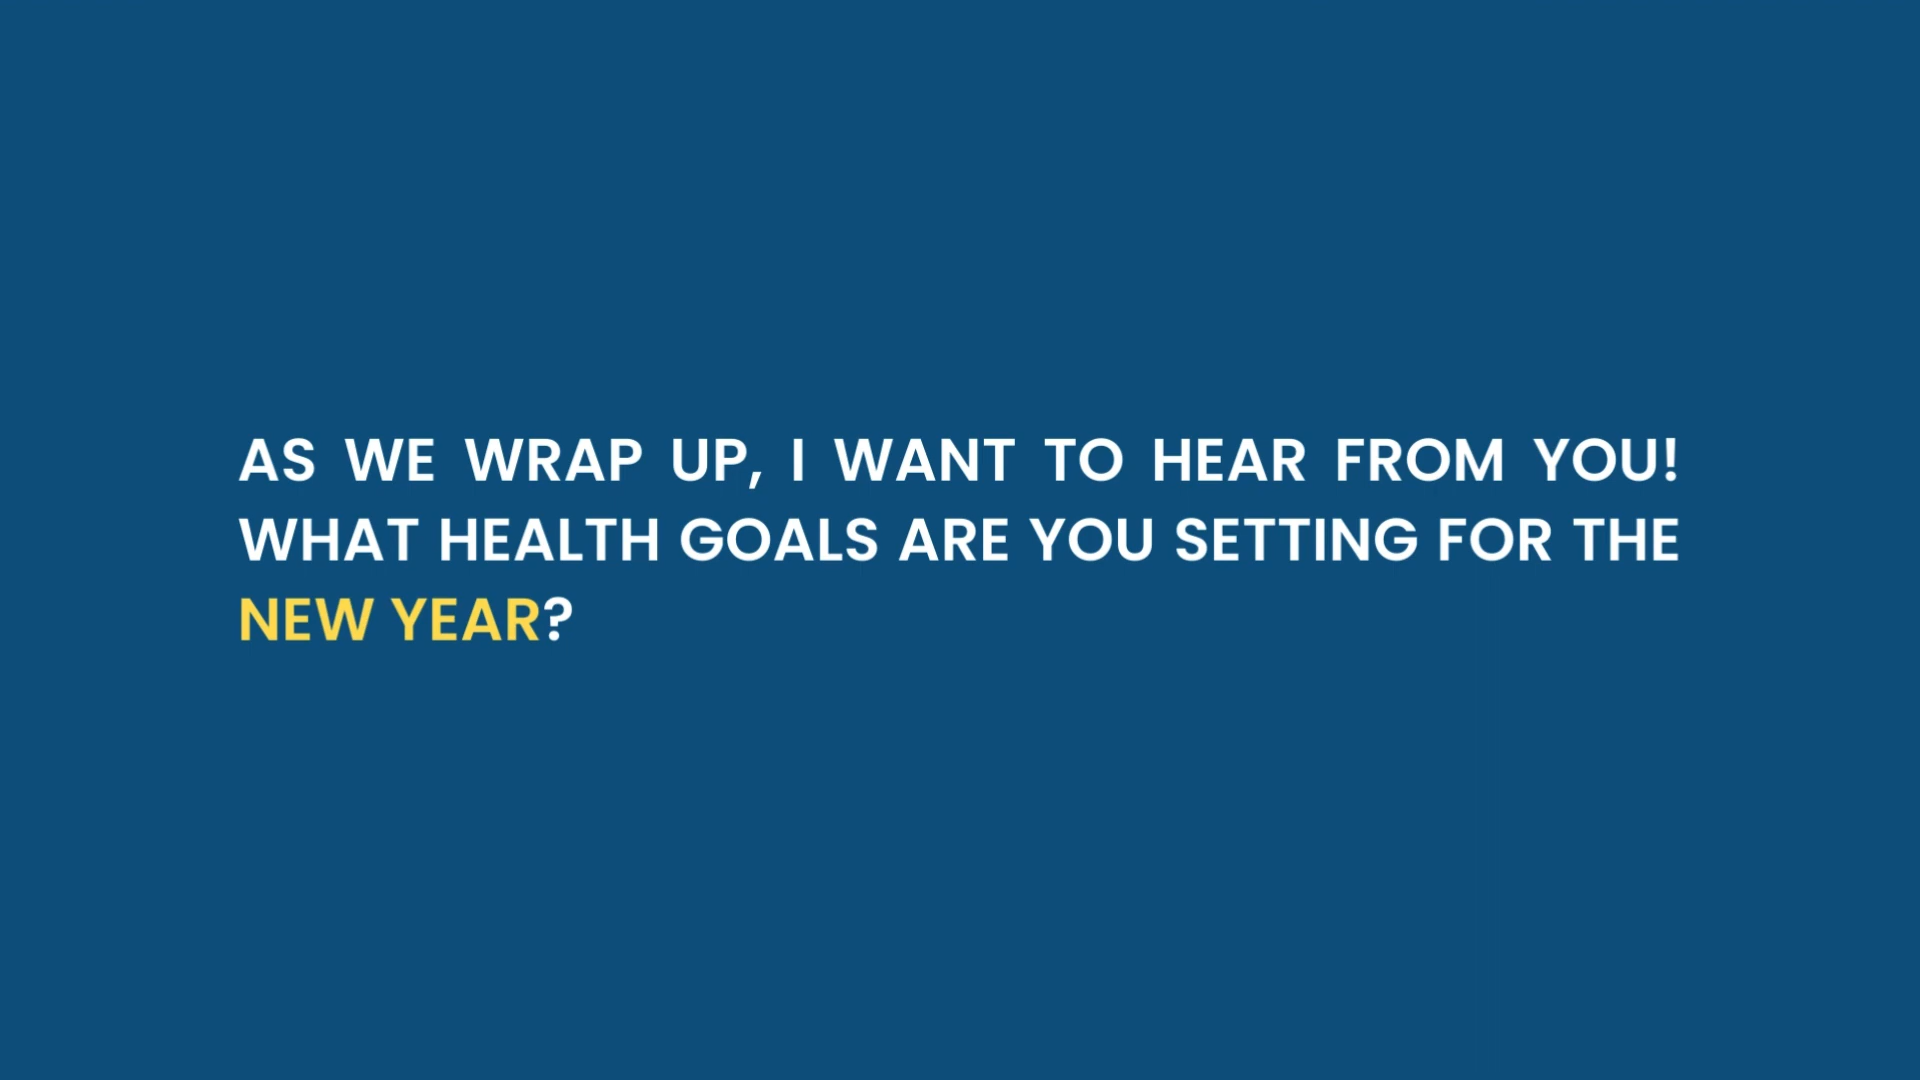 AS WE WRAP UP, I WANT TO HEAR FROM YOU!
WHAT HEALTH GOALS ARE YOU SETTING FOR THE
NEW YEAR?